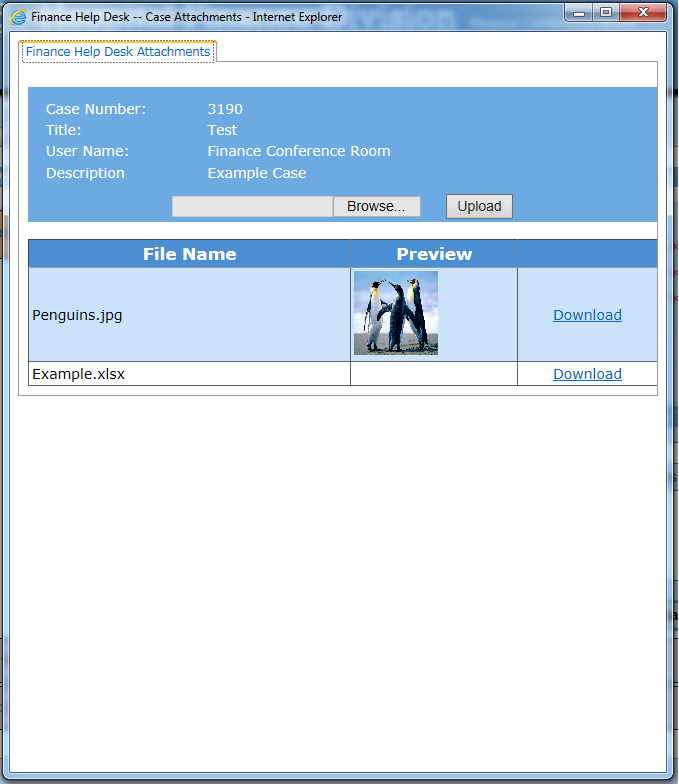 Finance Help Desk -- Case Attachments - Internet Explorer
Finance Help Desk Attachments
Case Number: 3190
Title: Test
User Name: Finance Conference Room
Description Example Case
Browse... Upload
File Name Preview
Penguins.jpg Download
Example.xlsx Download